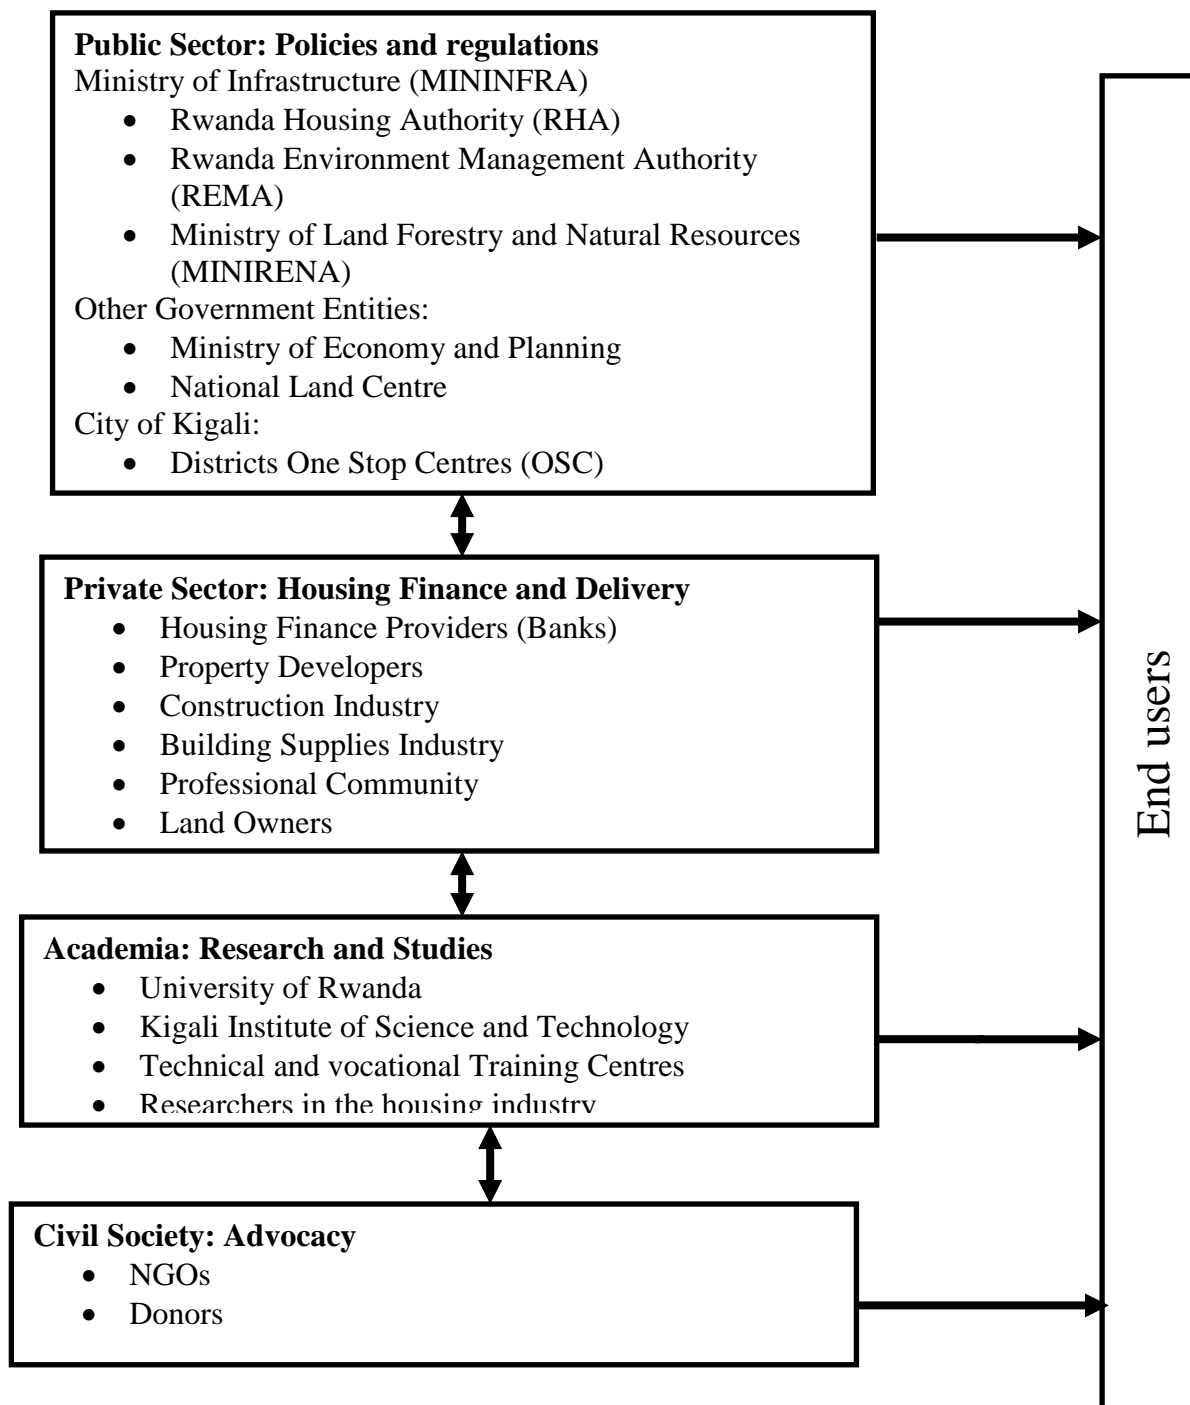 Public Sector: Policies and regulations
Ministry of Infrastructure (MININFRA)
• Rwanda Housing Authority (RHA)
• Rwanda Environment Management Authority
(REMA)
• Ministry of Land Forestry and Natural Resources
(MINIRENA)
Other Government Entities:
• Ministry of Economy and Planning
• National Land Centre
City of Kigali:
• Districts One Stop Centres (OSC)
Private Sector: Housing Finance and Delivery
• Housing Finance Providers (Banks)
• Property Developers
• Construction Industry
• Building Supplies Industry
• Professional Community
• Land Owners
Academia: Research and Studies
• University of Rwanda
• Kigali Institute of Science and Technology
• Technical and vocational Training Centres
• Researchers in the housing industry
Civil Society: Advocacy
• NGOs
• Donors
End users